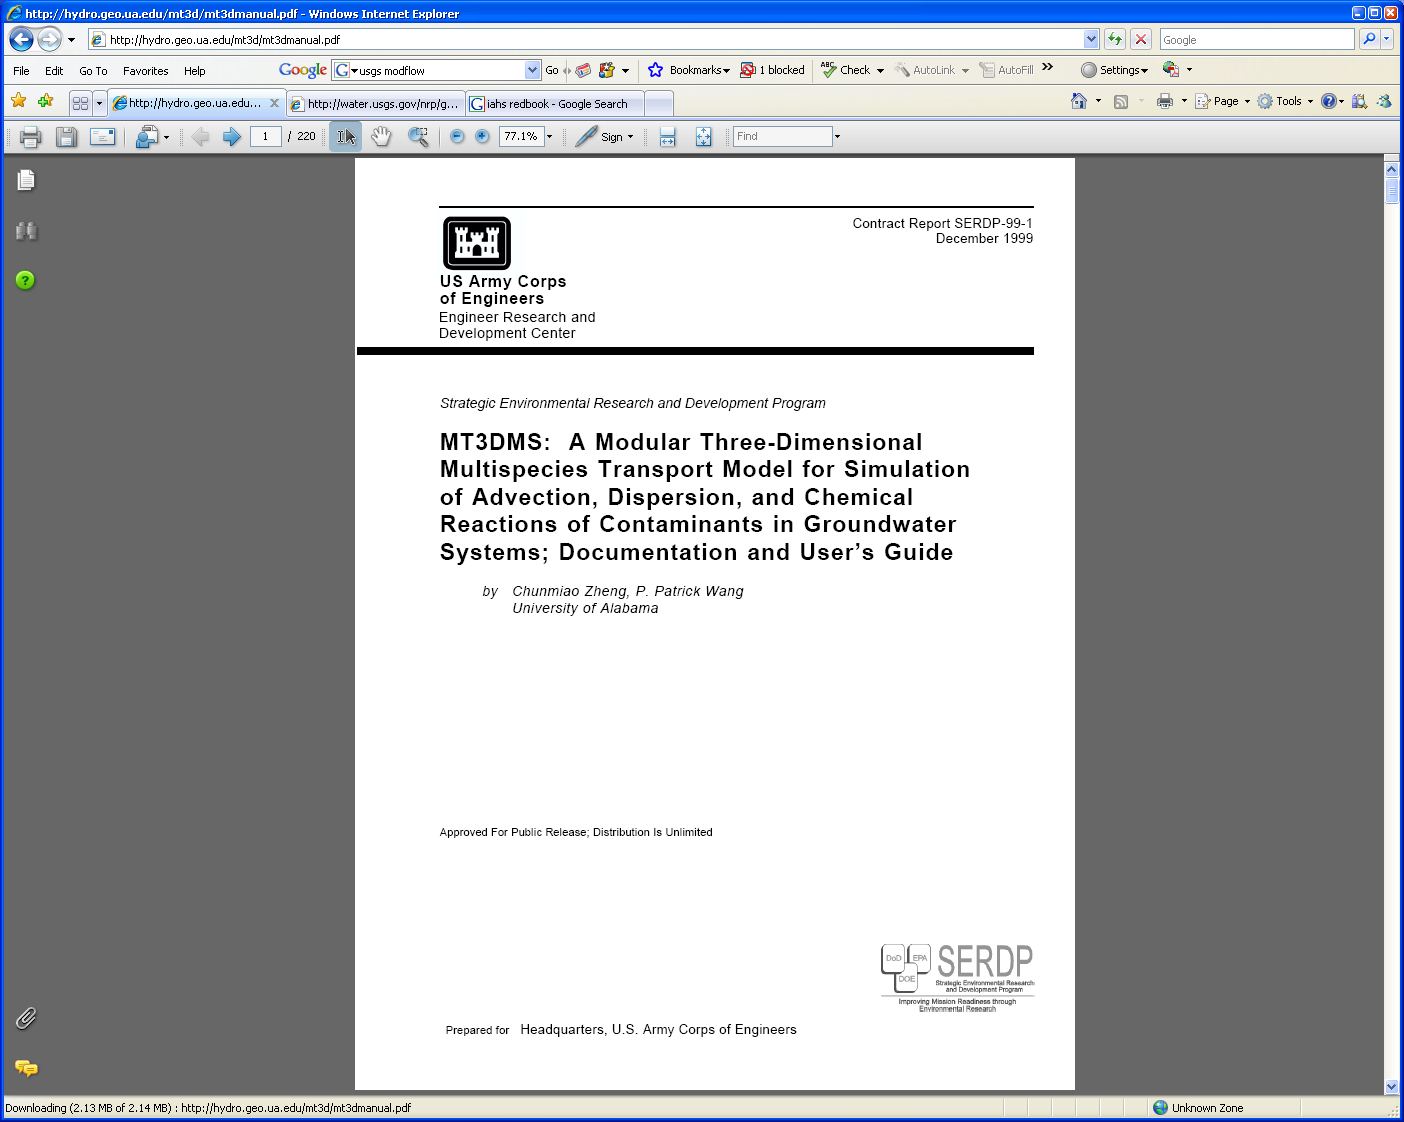 http://hydro.geo.ua.edu/mt3d/mt3dmanual.pdf - Windows Internet Explorer
http://hydro.geo.ua.edu/mt3d/mt3dmanual.pdf
Google
File Edit Go To Favorites Help
Google G usgs modflow Go Bookmarks 1 blocked ABC Check AutoLink AutoFill » Settings
http://hydro.geo.ua.edu... http://water.usgs.gov/nrp/g... G iahs redbook - Google Search
Page Tools
1 / 220 77.1% Sign Find
Contract Report SERDP-99-1
December 1999
US Army Corps
of Engineers
Engineer Research and
Development Center
Strategic Environmental Research and Development Program
MT3DMS: A Modular Three-Dimensional
Multispecies Transport Model for Simulation
of Advection, Dispersion, and Chemical
Reactions of Contaminants in Groundwater
Systems; Documentation and User's Guide
by Chunmiao Zheng, P. Patrick Wang
University of Alabama
Approved For Public Release; Distribution Is Unlimited
DoD EPA
DOE
SERDP
Strategic Environmental Research
and Development Program
Improving Mission Readiness through
Environmental Research
Prepared for Headquarters, U.S. Army Corps of Engineers
Downloading (2.13 MB of 2.14 MB) : http://hydro.geo.ua.edu/mt3d/mt3dmanual.pdf
Unknown Zone